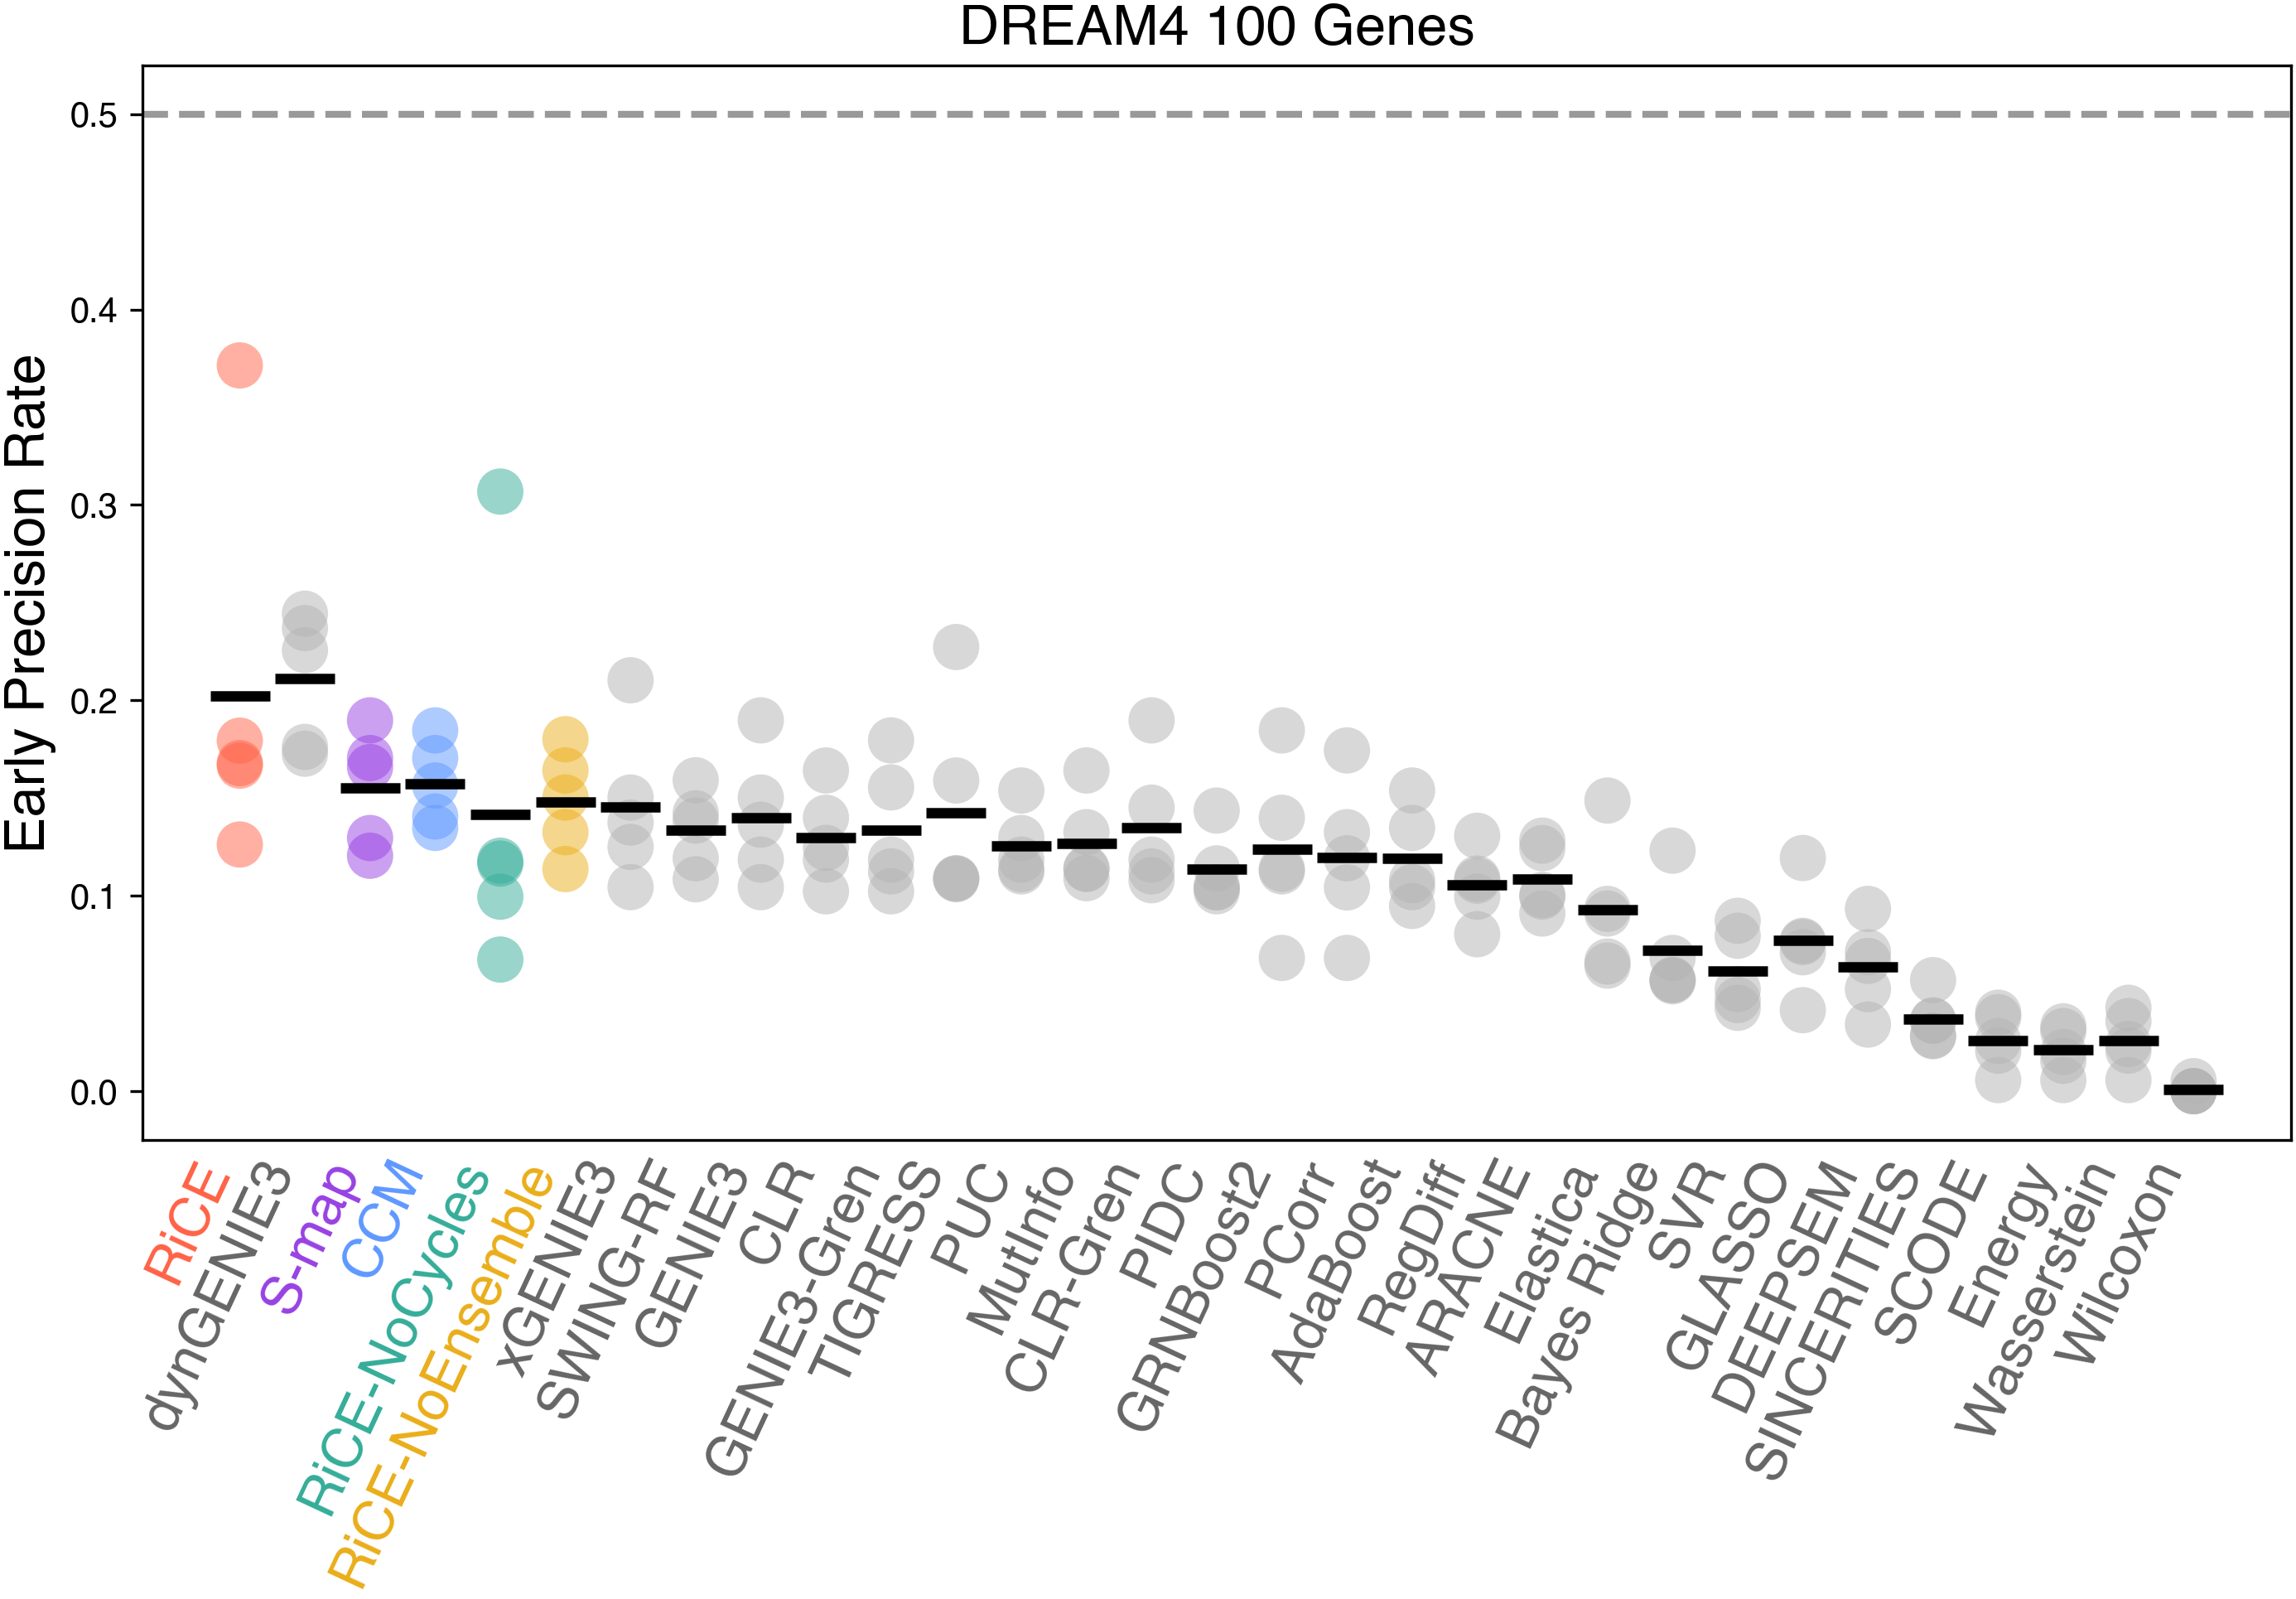 DREAM4 100 Genes
Early Precision Rate
0.5
0.4
0.3
0.2
0.1
0.0
RiCE
dynGENIE3
S-map
CCM
RiCE-NoCycles
RiCE-NoEnsemble
xGENIE3
SWING-RF
GENIE3
CLR
GENIE3-Gren
TIGRESS
PUC
MutInfo
CLR-Gren
PIDC
GRNBoost2
PCorr
AdaBoost
RegDiff
ARACNE
Elastica
Bayes Ridge
SVR
GLASSO
DEEPSEM
SINCERITIES
SCODE
Energy
Wasserstein
Wilcoxon